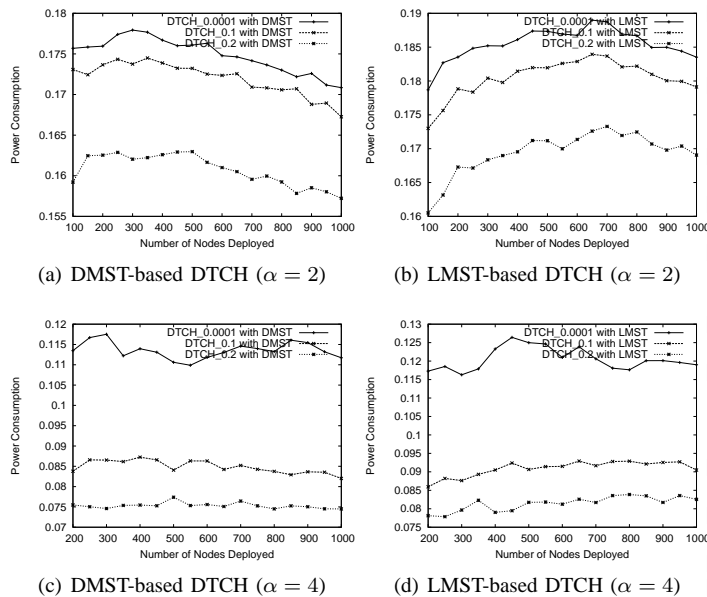 0.19
0.185
0.18
0.175
0.17
0.165
0.16
0.155
Power Consumption
DTCH_0.0001 with DMST
DTCH_0.1 with DMST
DTCH_0.2 with DMST
100 200 300 400 500 600 700 800 900 1000
Number of Nodes Deployed
(a) DMST-based DTCH (α = 2)
0.19
0.185
0.18
0.175
0.17
0.165
0.16
Power Consumption
DTCH_0.0001 with LMST
DTCH_0.1 with LMST
DTCH_0.2 with LMST
100 200 300 400 500 600 700 800 900 1000
Number of Nodes Deployed
(b) LMST-based DTCH (α = 2)
0.12
0.115
0.11
0.105
0.1
0.095
0.09
0.085
0.08
0.075
0.07
Power Consumption
DTCH_0.0001 with DMST
DTCH_0.1 with DMST
DTCH_0.2 with DMST
200 300 400 500 600 700 800 900 1000
Number of Nodes Deployed
(c) DMST-based DTCH (α = 4)
0.13
0.125
0.12
0.115
0.11
0.105
0.1
0.095
0.09
0.085
0.08
0.075
Power Consumption
DTCH_0.0001 with LMST
DTCH_0.1 with LMST
DTCH_0.2 with LMST
200 300 400 500 600 700 800 900 1000
Number of Nodes Deployed
(d) LMST-based DTCH (α = 4)